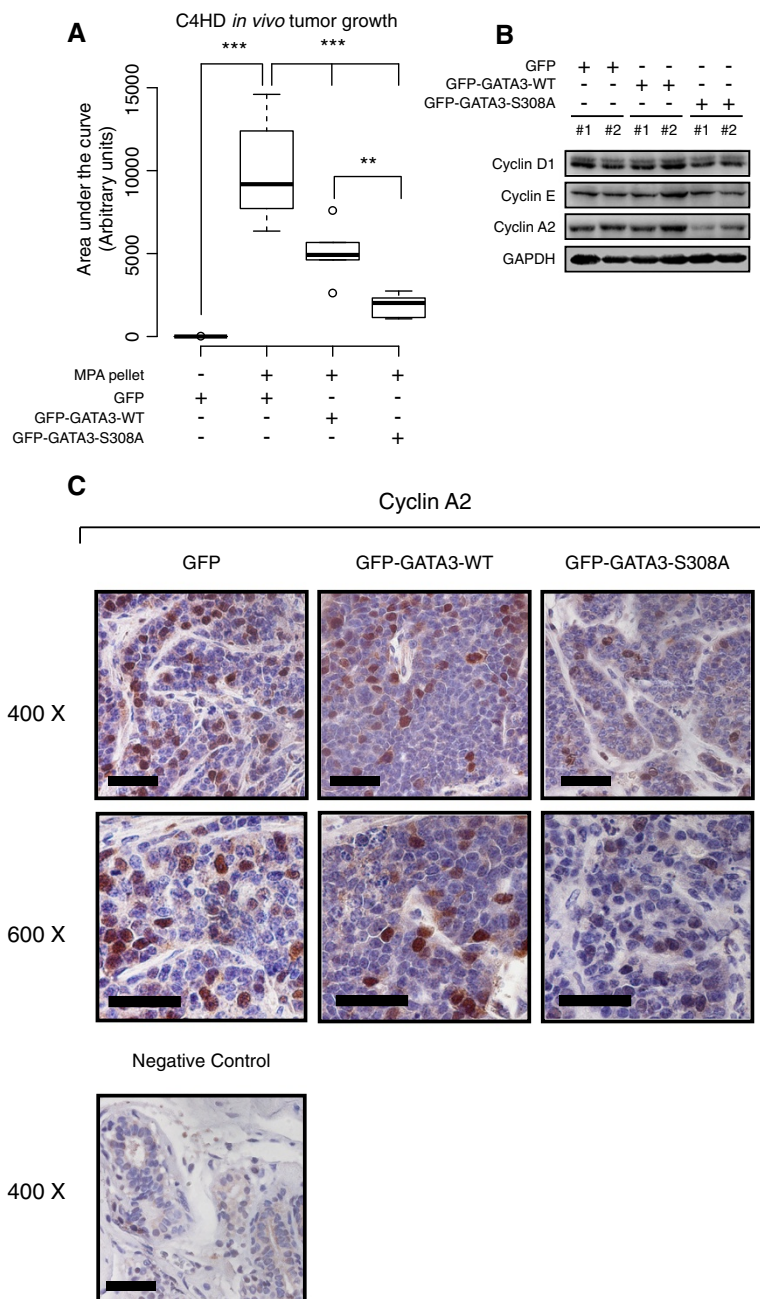 A
C4HD in vivo tumor growth
*** ***
**
Area under the curve
(Arbitrary units)
15000
10000
5000
0
MPA pellet - + + +
GFP + + - -
GFP-GATA3-WT - - + -
GFP-GATA3-S308A - - - +
B
GFP + + - - - -
GFP-GATA3-WT - - + + - -
GFP-GATA3-S308A - - - - + +
#1 #2 #1 #2 #1 #2
Cyclin D1
Cyclin E
Cyclin A2
GAPDH
C
Cyclin A2
GFP GFP-GATA3-WT GFP-GATA3-S308A
400 X
600 X
Negative Control
400 X